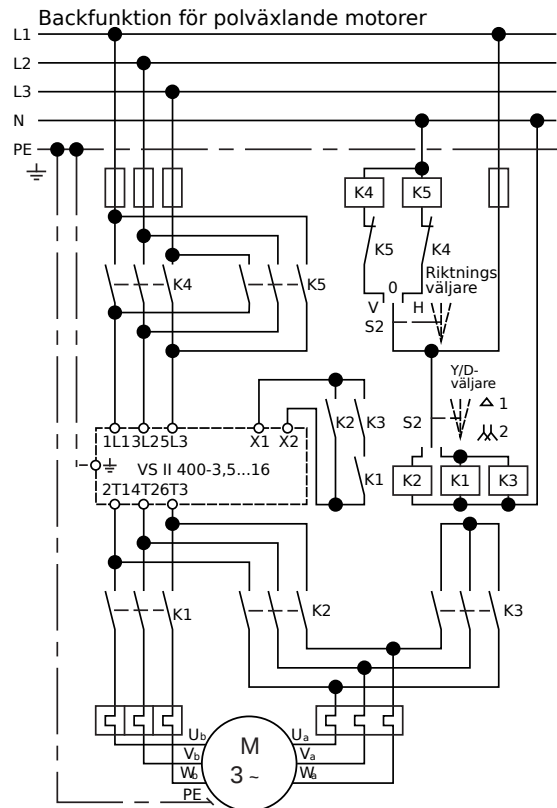 Backfunktion för polväxlande motorer
L1
L2
L3
N
PE
K4 K5
K5 K4
K4 K5
Riktnings
väljare
0
V H
S2
Y/D-
väljare
1
S2
2
1L1 3L2 5L3 X1 X2
K2 K3
K1
VS II 400-3,5...16
K2 K1 K3
2T1 4T2 6T3
K1 K2 K3
Ub Ua
Vb Va
Wb Wa
M
3 ~
PE